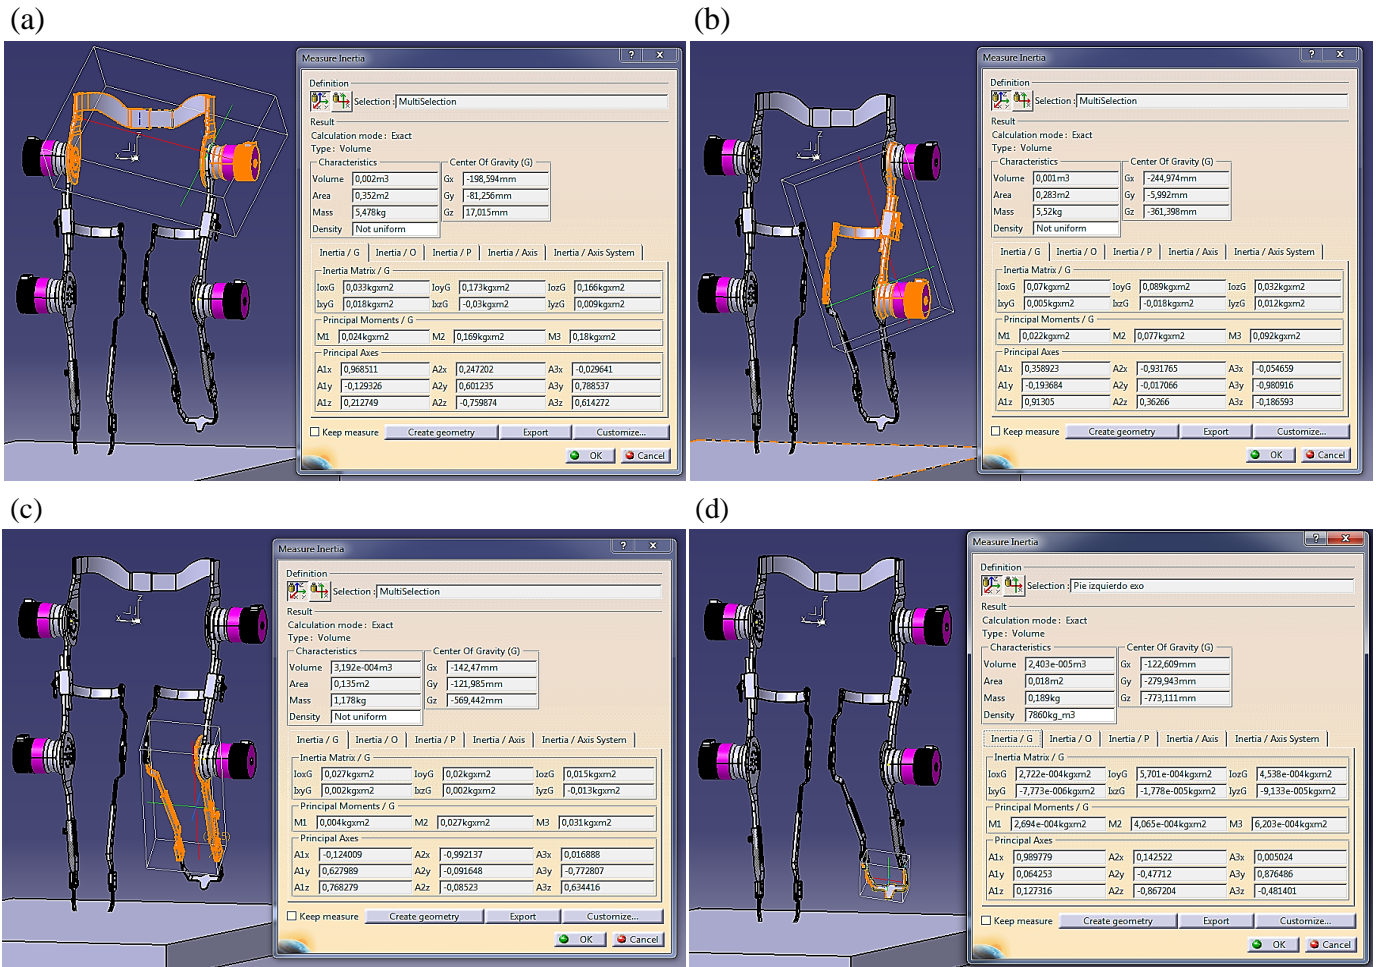 (a)
Measure Inertia
Definition
Selection : MultiSelection
Result
Calculation mode : Exact
Type : Volume
Characteristics Center Of Gravity (G)
Volume 0,002m3 Gx -198,594mm
Area 0,352m2 Gy -81,256mm
Mass 5,478kg Gz 17,015mm
Density Not uniform
Inertia / G Inertia / O Inertia / P Inertia / Axis Inertia / Axis System
Inertia Matrix / G
IoxG 0,033kgxm2 IoyG 0,173kgxm2 IozG 0,166kgxm2
IxyG 0,018kgxm2 IxzG -0,03kgxm2 IyzG 0,009kgxm2
Principal Moments / G
M1 0,024kgxm2 M2 0,169kgxm2 M3 0,18kgxm2
Principal Axes
A1x 0,968511 A2x 0,247202 A3x -0,029641
A1y -0,129326 A2y 0,601235 A3y 0,788537
A1z 0,212749 A2z -0,759874 A3z 0,614272
Keep measure Create geometry Export Customize...
OK Cancel
(b)
Measure Inertia
Definition
Selection : MultiSelection
Result
Calculation mode : Exact
Type : Volume
Characteristics Center Of Gravity (G)
Volume 0,001m3 Gx -244,974mm
Area 0,283m2 Gy -5,992mm
Mass 5,52kg Gz -361,398mm
Density Not uniform
Inertia / G Inertia / O Inertia / P Inertia / Axis Inertia / Axis System
Inertia Matrix / G
IoxG 0,07kgxm2 IoyG 0,089kgxm2 IozG 0,032kgxm2
IxyG 0,005kgxm2 IxzG -0,018kgxm2 IyzG 0,012kgxm2
Principal Moments / G
M1 0,022kgxm2 M2 0,077kgxm2 M3 0,092kgxm2
Principal Axes
A1x 0,358923 A2x -0,931765 A3x -0,054659
A1y -0,193684 A2y -0,017066 A3y -0,980916
A1z 0,91305 A2z 0,36266 A3z -0,186593
Keep measure Create geometry Export Customize...
OK Cancel
(c)
Measure Inertia
Definition
Selection : MultiSelection
Result
Calculation mode : Exact
Type : Volume
Characteristics Center Of Gravity (G)
Volume 3,192e-004m3 Gx -142,47mm
Area 0,135m2 Gy -121,985mm
Mass 1,178kg Gz -569,442mm
Density Not uniform
Inertia / G Inertia / O Inertia / P Inertia / Axis Inertia / Axis System
Inertia Matrix / G
IoxG 0,027kgxm2 IoyG 0,02kgxm2 IozG 0,015kgxm2
IxyG 0,002kgxm2 IxzG 0,002kgxm2 IyzG -0,013kgxm2
Principal Moments / G
M1 0,004kgxm2 M2 0,027kgxm2 M3 0,031kgxm2
Principal Axes
A1x -0,124009 A2x -0,992137 A3x 0,016888
A1y 0,627989 A2y -0,091648 A3y -0,772807
A1z 0,768279 A2z -0,08523 A3z 0,634416
Keep measure Create geometry Export Customize...
OK Cancel
(d)
Measure Inertia
Definition
Selection : Pie izquierdo exo
Result
Calculation mode : Exact
Type : Volume
Characteristics Center Of Gravity (G)
Volume 2,403e-005m3 Gx -122,609mm
Area 0,018m2 Gy -279,943mm
Mass 0,189kg Gz -773,111mm
Density 7860kg_m3
Inertia / G Inertia / O Inertia / P Inertia / Axis Inertia / Axis System
Inertia Matrix / G
IoxG 2,722e-004kgxm2 IoyG 5,701e-004kgxm2 IozG 4,538e-004kgxm2
IxyG -7,773e-006kgxm2 IxzG -1,778e-005kgxm2 IyzG -9,133e-005kgxm2
Principal Moments / G
M1 2,694e-004kgxm2 M2 4,065e-004kgxm2 M3 6,203e-004kgxm2
Principal Axes
A1x 0,989779 A2x 0,142522 A3x 0,005024
A1y 0,064253 A2y -0,47712 A3y 0,876486
A1z 0,127316 A2z -0,867204 A3z -0,481401
Keep measure Create geometry Export Customize...
OK Cancel